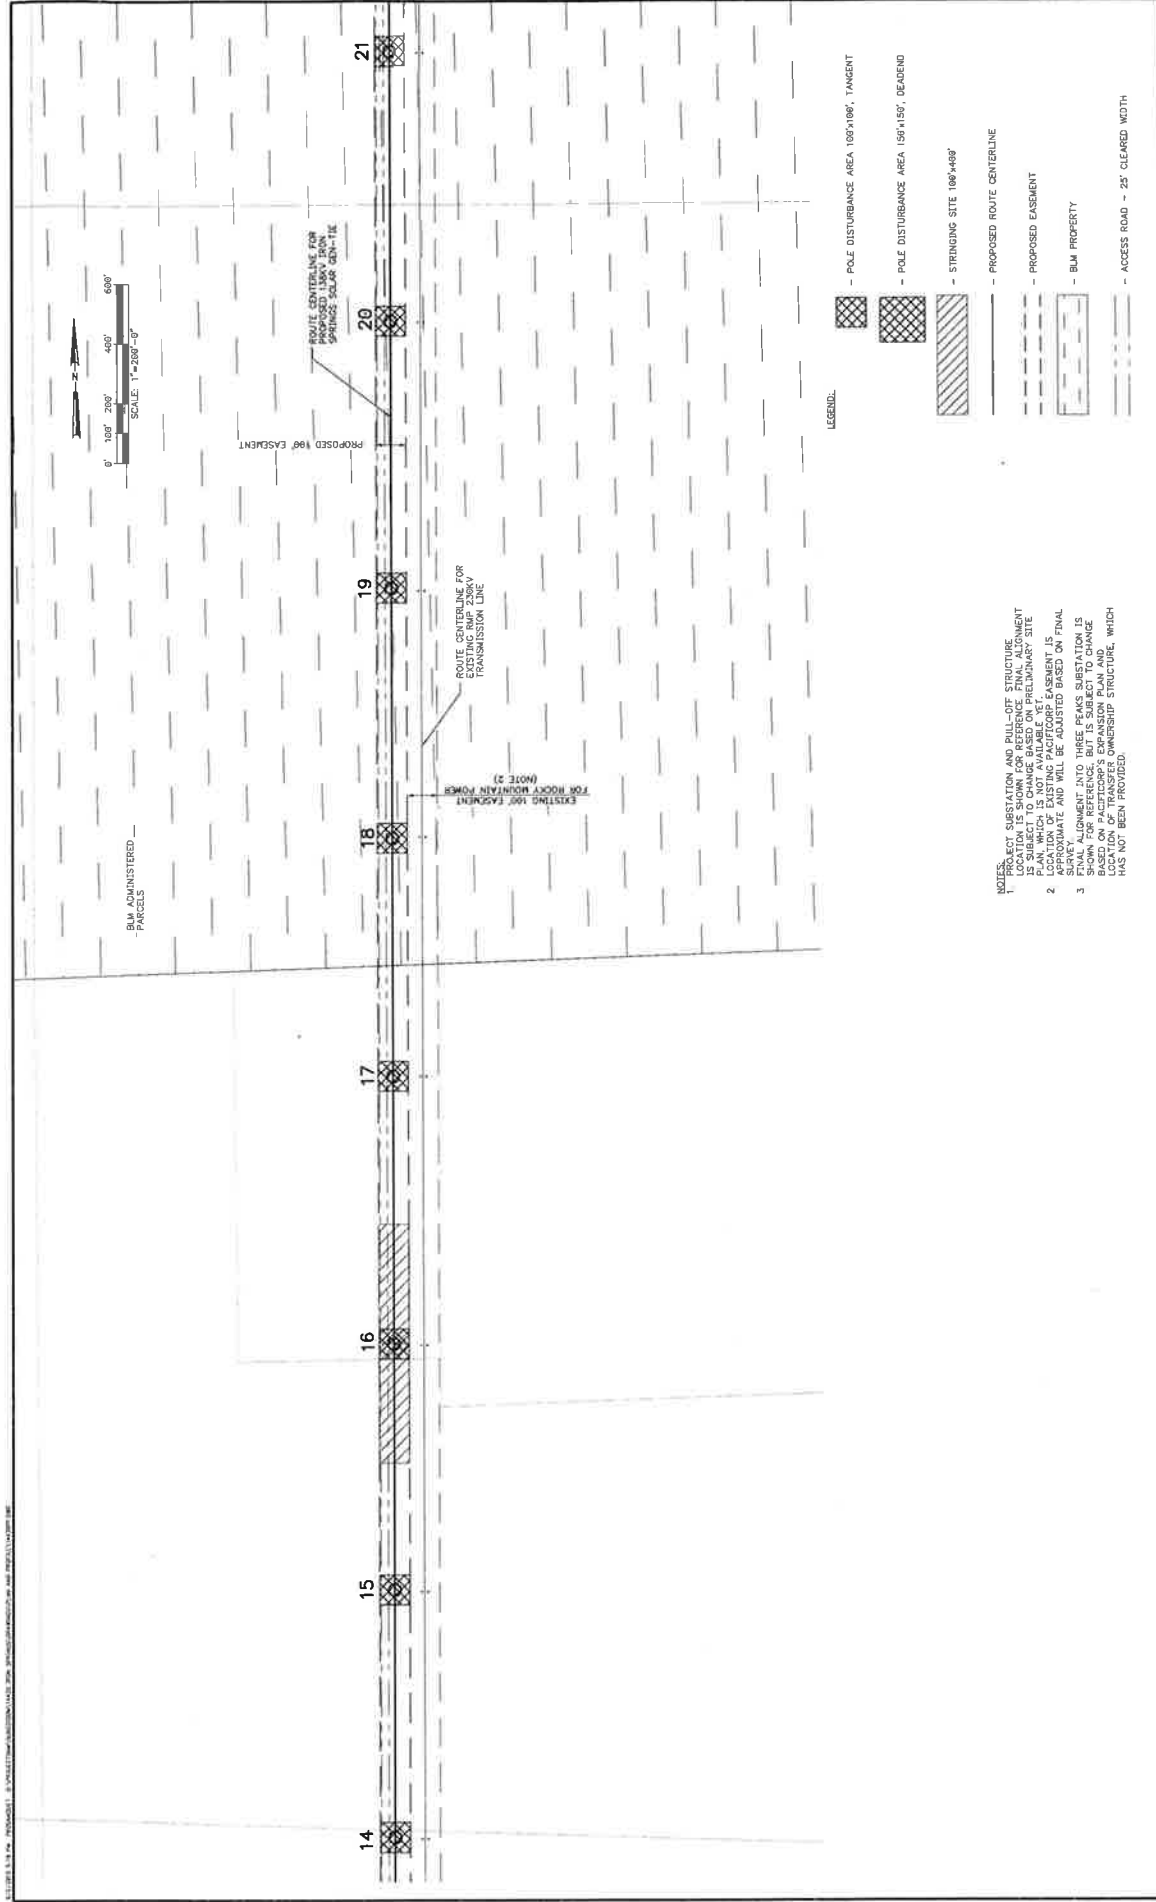 21
20
19
18
17
16
15
14
N
0' 100' 200' 400' 600'
SCALE: 1"=200'-0"
ROUTE CENTERLINE FOR
PROPOSED 138KV IRON
SPRINGS SOLAR GEN-TIE
PROPOSED 100' EASEMENT
ROUTE CENTERLINE FOR
EXISTING RMP 230KV
TRANSMISSION LINE
EXISTING 100' EASEMENT
FOR ROCKY MOUNTAIN POWER
(NOTE 2)
BLM ADMINISTERED
PARCELS
LEGEND:
- POLE DISTURBANCE AREA 100'x100', TANGENT
- POLE DISTURBANCE AREA 150'x150', DEADEND
- STRINGING SITE 100'x400'
- PROPOSED ROUTE CENTERLINE
- PROPOSED EASEMENT
- BLM PROPERTY
- ACCESS ROAD - 25' CLEARED WIDTH
NOTES:
1 PROJECT SUBSTATION AND PULL-OFF STRUCTURE
LOCATION IS SHOWN FOR REFERENCE. FINAL ALIGNMENT
IS SUBJECT TO CHANGE BASED ON PRELIMINARY SITE
PLAN, WHICH IS NOT AVAILABLE YET.
2 LOCATION OF EXISTING PACIFICORP EASEMENT IS
APPROXIMATE AND WILL BE ADJUSTED BASED ON FINAL
SURVEY.
3 FINAL ALIGNMENT INTO THREE PEAKS SUBSTATION IS
SHOWN FOR REFERENCE, BUT IS SUBJECT TO CHANGE
BASED ON PACIFICORP'S EXPANSION PLAN AND
LOCATION OF TRANSFER OWNERSHIP STRUCTURE, WHICH
HAS NOT BEEN PROVIDED.